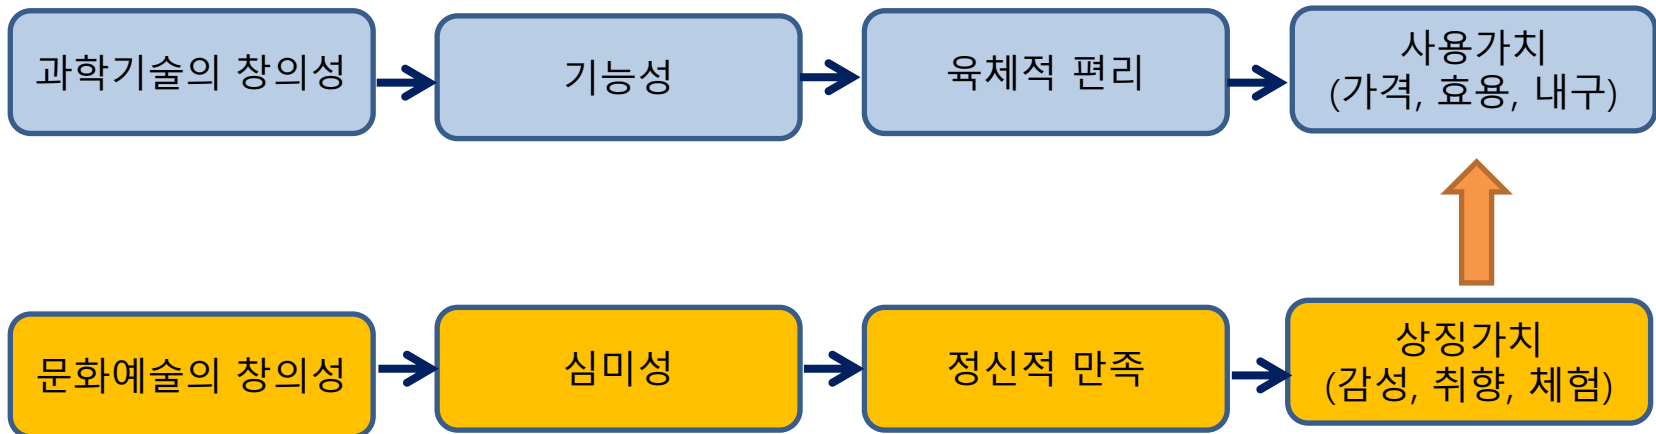 과학기술의 창의성
기능성
육체적 편리
사용가치
(가격, 효용, 내구)
문화예술의 창의성
심미성
정신적 만족
상징가치
(감성, 취향, 체험)